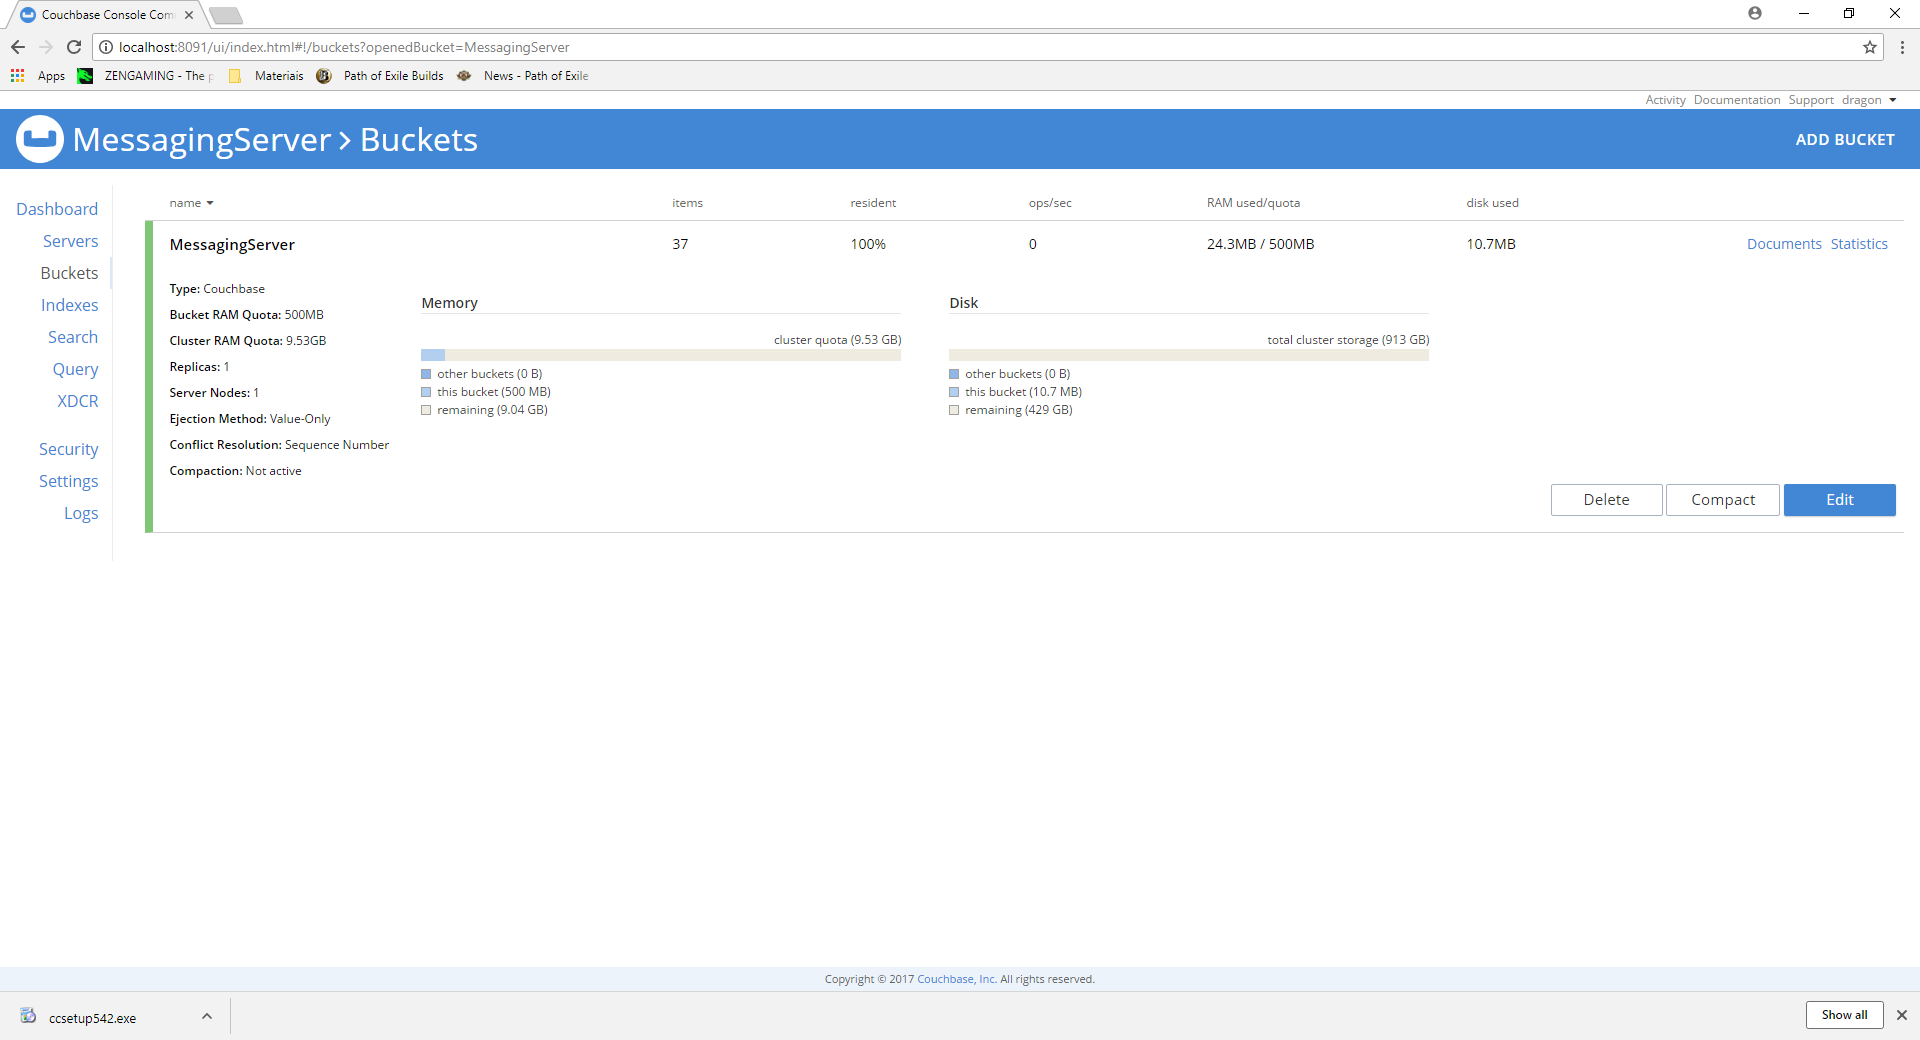 Couchbase Console Com
localhost:8091/ui/index.html#!/buckets?openedBucket=MessagingServer
Apps ZENGAMING - The p Materiais Path of Exile Builds News - Path of Exile
Activity Documentation Support dragon
MessagingServer > Buckets ADD BUCKET
Dashboard
Servers
Buckets
Indexes
Search
Query
XDCR
Security
Settings
Logs
name items resident ops/sec RAM used/quota disk used
MessagingServer 37 100% 0 24.3MB / 500MB 10.7MB Documents Statistics
Type: Couchbase
Bucket RAM Quota: 500MB
Cluster RAM Quota: 9.53GB
Replicas: 1
Server Nodes: 1
Ejection Method: Value-Only
Conflict Resolution: Sequence Number
Compaction: Not active
Memory
cluster quota (9.53 GB)
other buckets (0 B)
this bucket (500 MB)
remaining (9.04 GB)
Disk
total cluster storage (913 GB)
other buckets (0 B)
this bucket (10.7 MB)
remaining (429 GB)
Delete Compact Edit
Copyright © 2017 Couchbase, Inc. All rights reserved.
ccsetup542.exe Show all